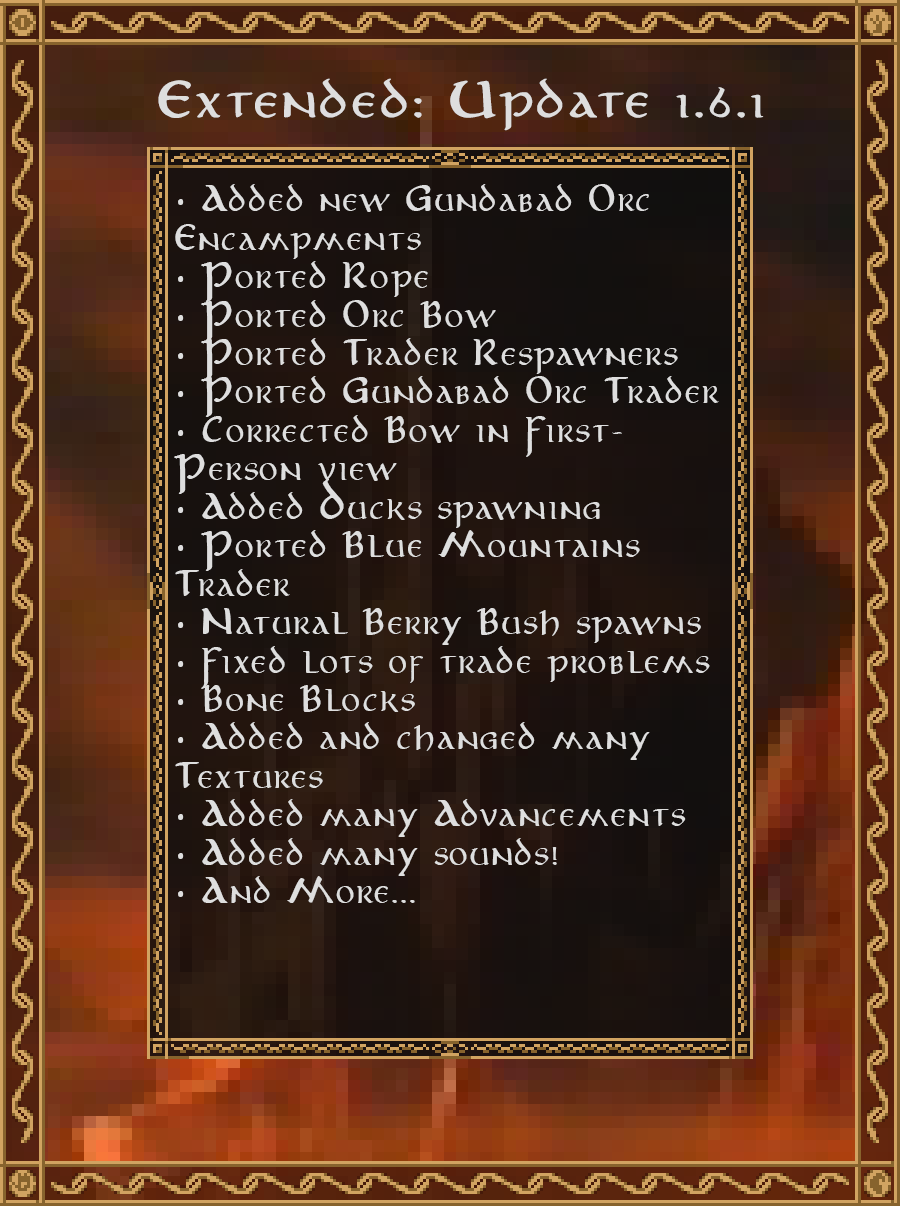 Extended: Update 1.6.1
• Added new Gundabad Orc
Encampments
• Ported Rope
• Ported Orc Bow
• Ported Trader Respawners
• Ported Gundabad Orc Trader
• Corrected Bow in First-
Person view
• Added Ducks spawning
• Ported Blue Mountains
Trader
• Natural Berry Bush spawns
• Fixed lots of trade problems
• Bone Blocks
• Added and changed many
Textures
• Added many Advancements
• Added many sounds!
• And More...